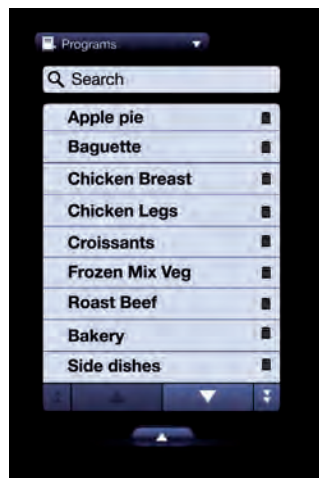 Programs
Search
Apple pie
Baguette
Chicken Breast
Chicken Legs
Croissants
Frozen Mix Veg
Roast Beef
Bakery
Side dishes